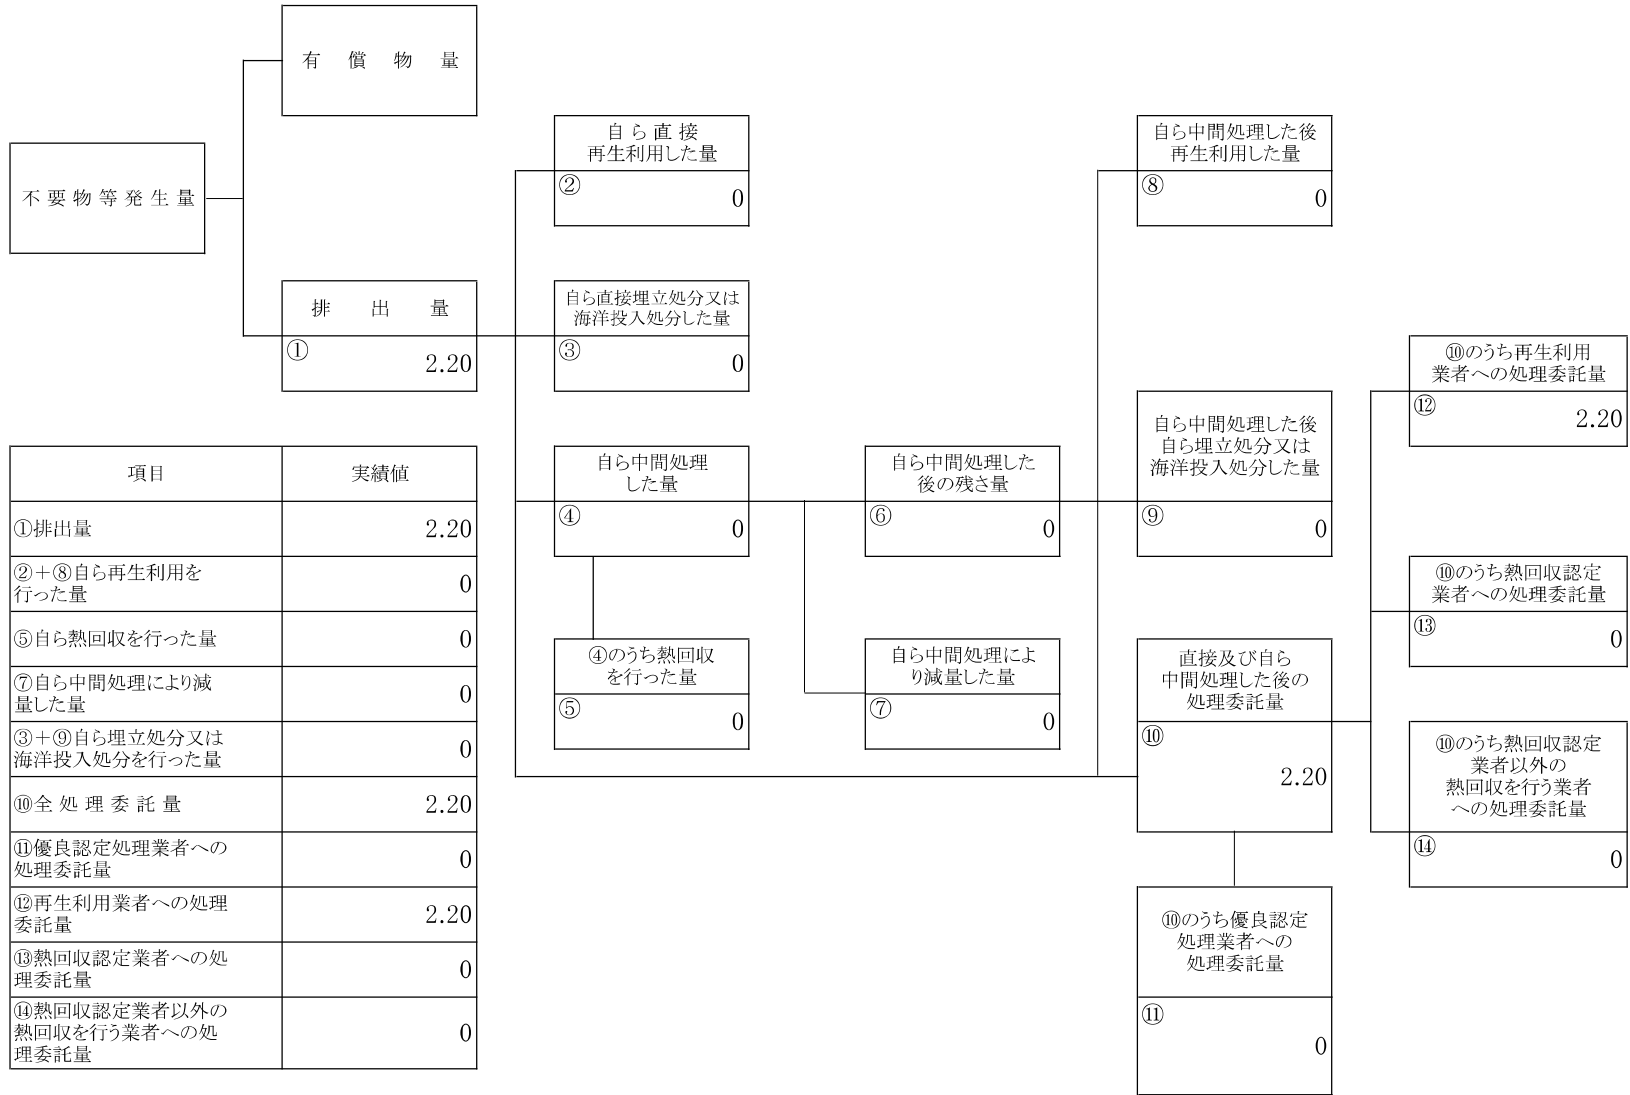 有償物量
不要物等発生量
排出量
①
2.20
自ら直接
再生利用した量
②
0
自ら直接埋立処分又は
海洋投入処分した量
③
0
自ら中間処理
した量
④
0
④のうち熱回収
を行った量
⑤
0
自ら中間処理した
後の残さ量
⑥
0
自ら中間処理によ
り減量した量
⑦
0
自ら中間処理した後
再生利用した量
⑧
0
自ら中間処理した後
自ら埋立処分又は
海洋投入処分した量
⑨
0
直接及び自ら
中間処理した後の
処理委託量
⑩
2.20
⑩のうち優良認定
処理業者への
処理委託量
⑪
0
⑩のうち再生利用
業者への処理委託量
⑫
2.20
⑩のうち熱回収認定
業者への処理委託量
⑬
0
⑩のうち熱回収認定
業者以外の
熱回収を行う業者
への処理委託量
⑭
0
項目 実績値
①排出量 2.20
②+⑧自ら再生利用を
行った量 0
⑤自ら熱回収を行った量 0
⑦自ら中間処理により減
量した量 0
③+⑨自ら埋立処分又は
海洋投入処分を行った量 0
⑩全処理委託量 2.20
⑪優良認定処理業者への
処理委託量 0
⑫再生利用業者への処理
委託量 2.20
⑬熱回収認定業者への処
理委託量 0
⑭熱回収認定業者以外の
熱回収を行う業者への処
理委託量 0